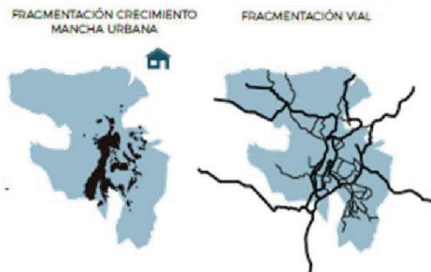 FRAGMENTACIÓN CRECIMIENTO
MANCHA URBANA
FRAGMENTACIÓN VIAL